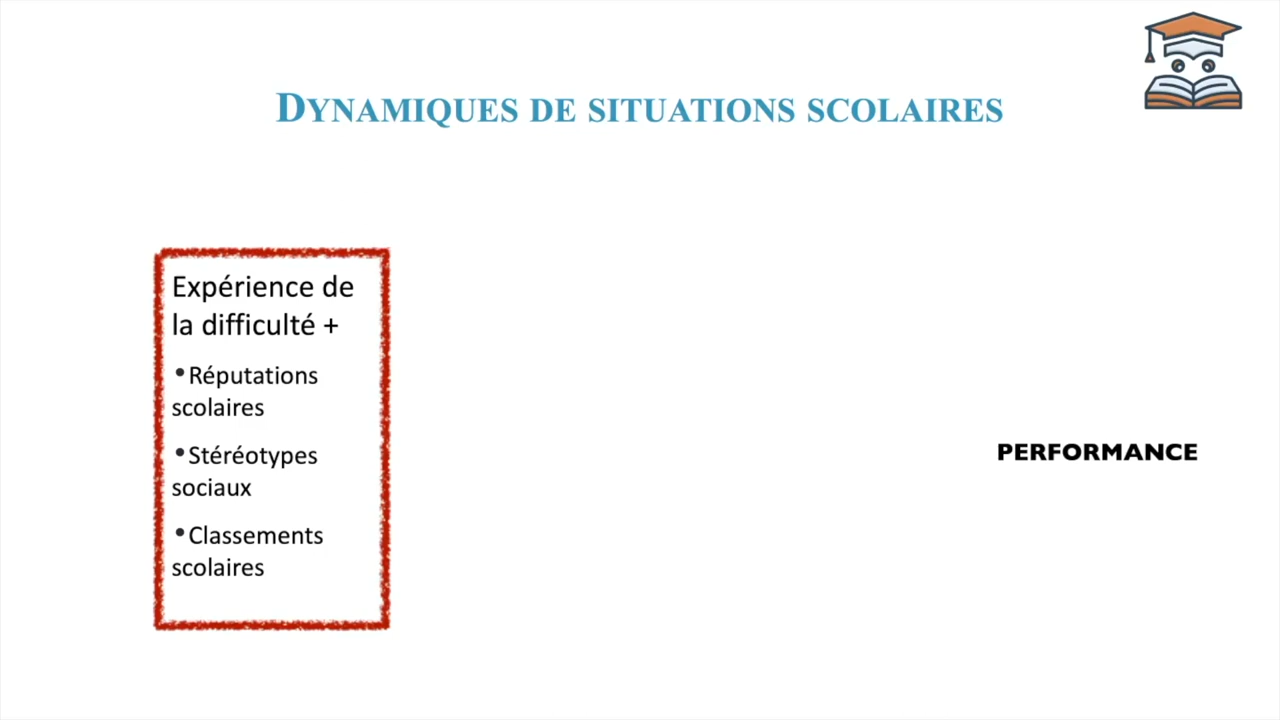 DYNAMIQUES DE SITUATIONS SCOLAIRES
Expérience de
la difficulté +
•Réputations
scolaires
•Stéréotypes
sociaux
•Classements
scolaires
PERFORMANCE